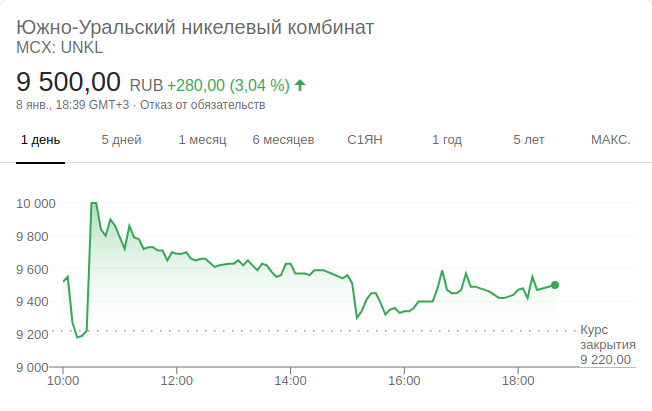 Южно-Уральский никелевый комбинат
MCX: UNKL
9 500,00 RUB +280,00 (3,04 %) ↑
8 янв., 18:39 GMT+3 · Отказ от обязательств
1 день 5 дней 1 месяц 6 месяцев С1ЯН 1 год 5 лет МАКС.
10 000
9 800
9 600
9 400
9 200
9 000
Курс
закрытия
9 220,00
10:00 12:00 14:00 16:00 18:00